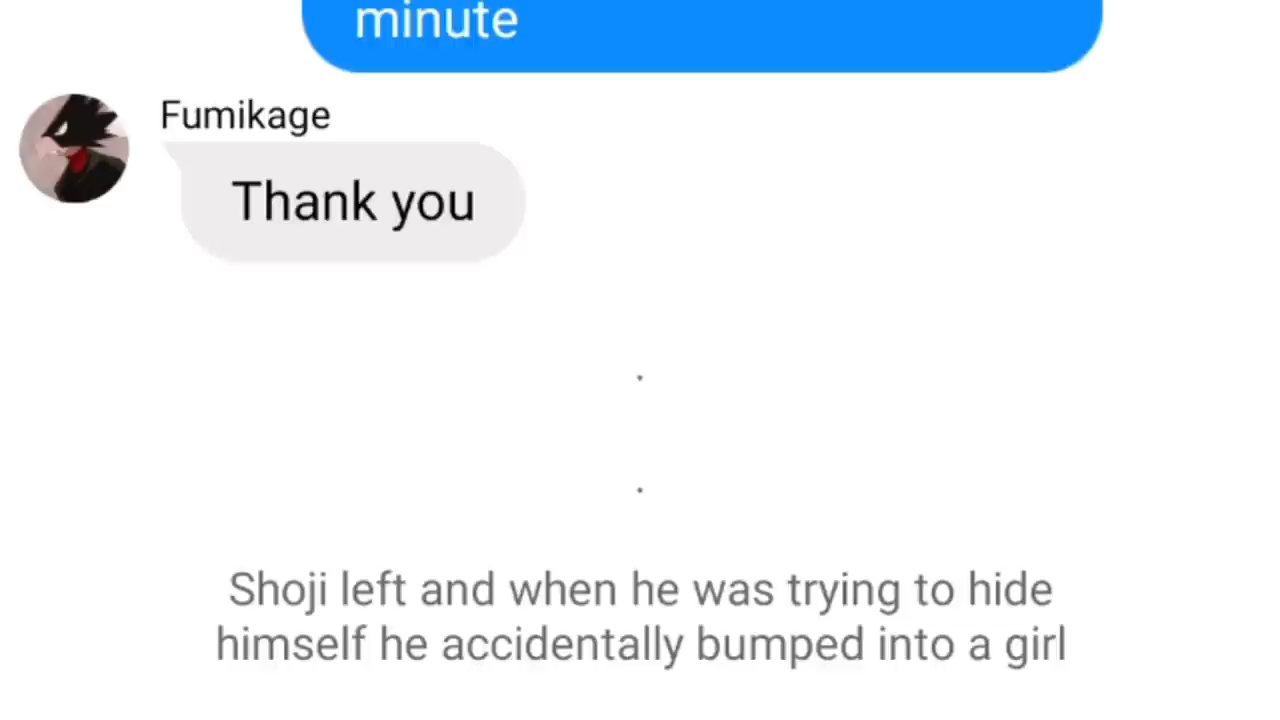 minute
Fumikage
Thank you
.
.
Shoji left and when he was trying to hide
himself he accidentally bumped into a girl